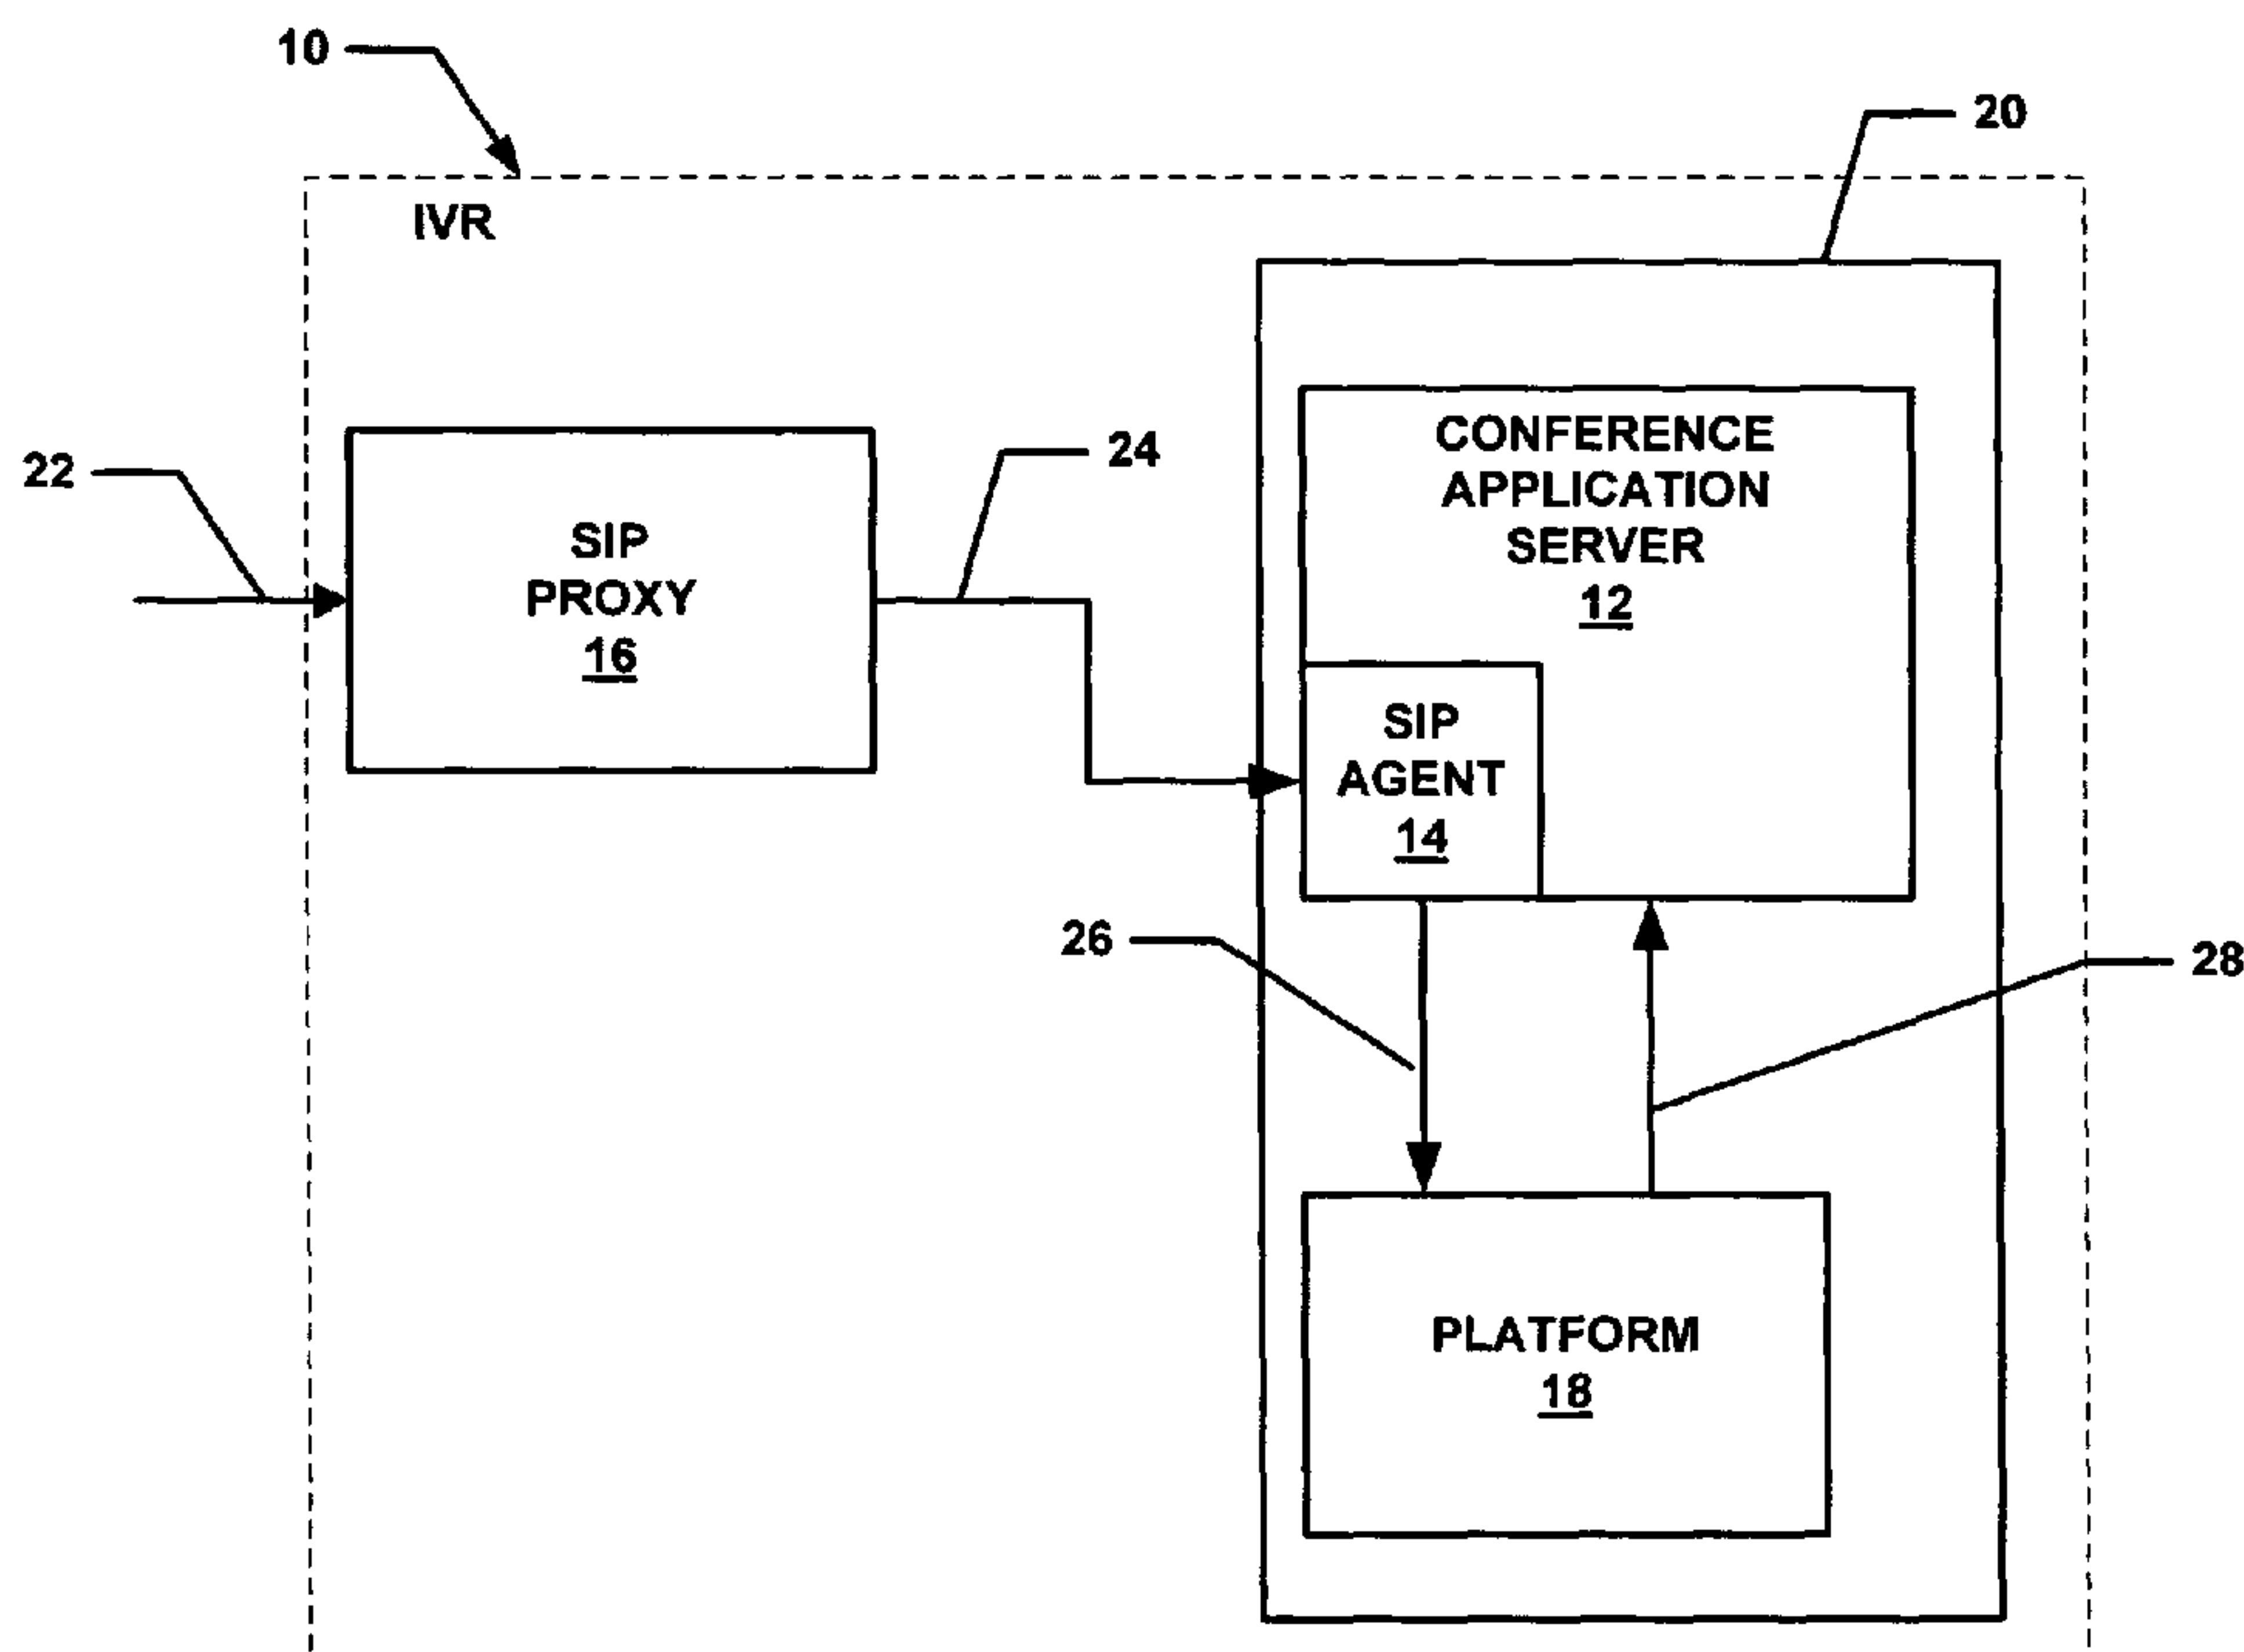 10
20
IVR
22
24
SIP
PROXY
16
CONFERENCE
APPLICATION
SERVER
12
SIP
AGENT
14
26
28
PLATFORM
18